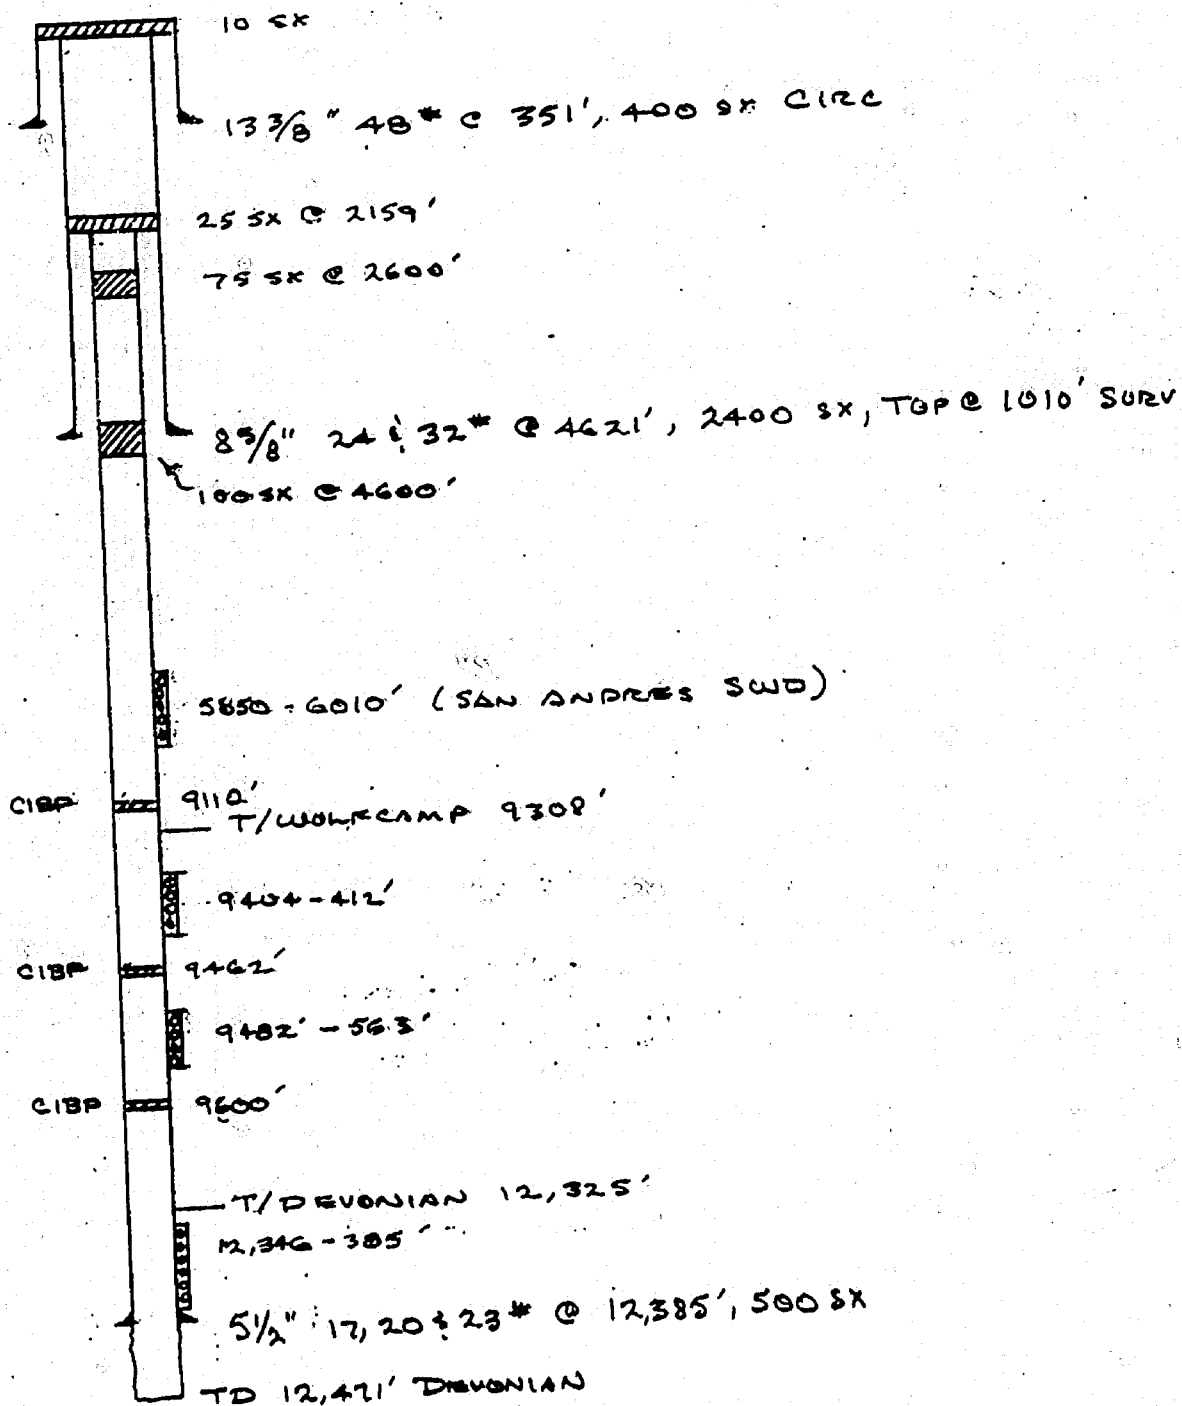 10 SX
13 3/8" 48# @ 351', 400 SX CIRC
25 SX @ 2159'
75 SX @ 2600'
8 5/8" 24 & 32# @ 4621', 2400 SX, TOP @ 1010' SURV
100 SX @ 4600'
5850-6010' (SAN ANDRES SWD)
CIBP 9110'
T/WOLFCAMP 9308'
9404-412'
CIBP 9462'
9482'-563'
CIBP 9600'
T/DEVONIAN 12,325'
12,346-385'
5 1/2" 17, 20 & 23# @ 12,385', 500 SX
TD 12,471' DEVONIAN